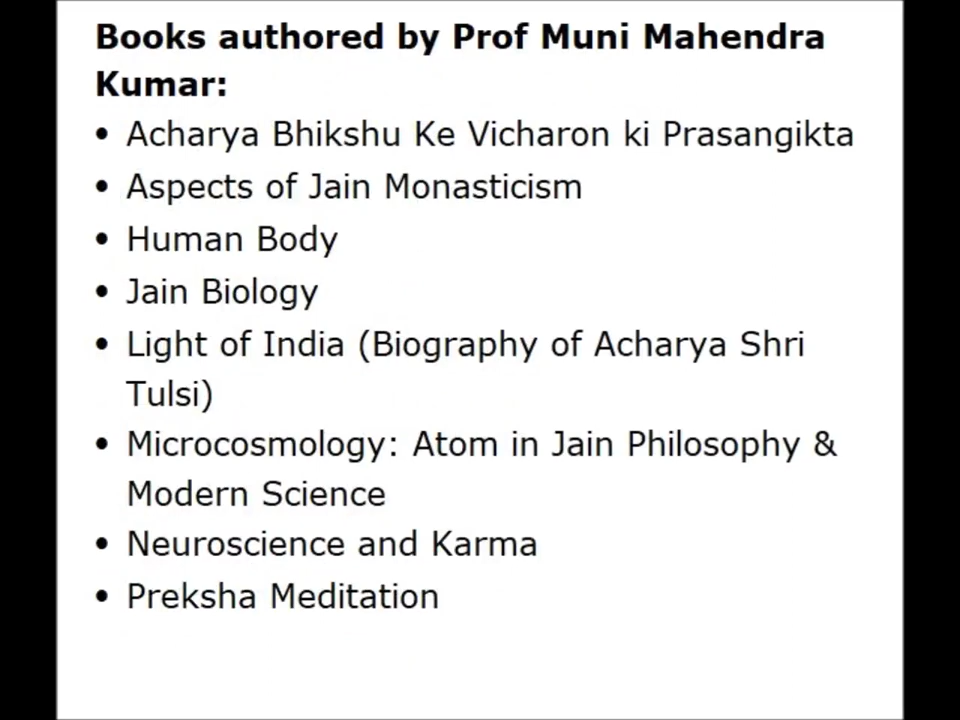 Books authored by Prof Muni Mahendra
Kumar:
• Acharya Bhikshu Ke Vicharon ki Prasangikta
• Aspects of Jain Monasticism
• Human Body
• Jain Biology
• Light of India (Biography of Acharya Shri
Tulsi)
• Microcosmology: Atom in Jain Philosophy &
Modern Science
• Neuroscience and Karma
• Preksha Meditation